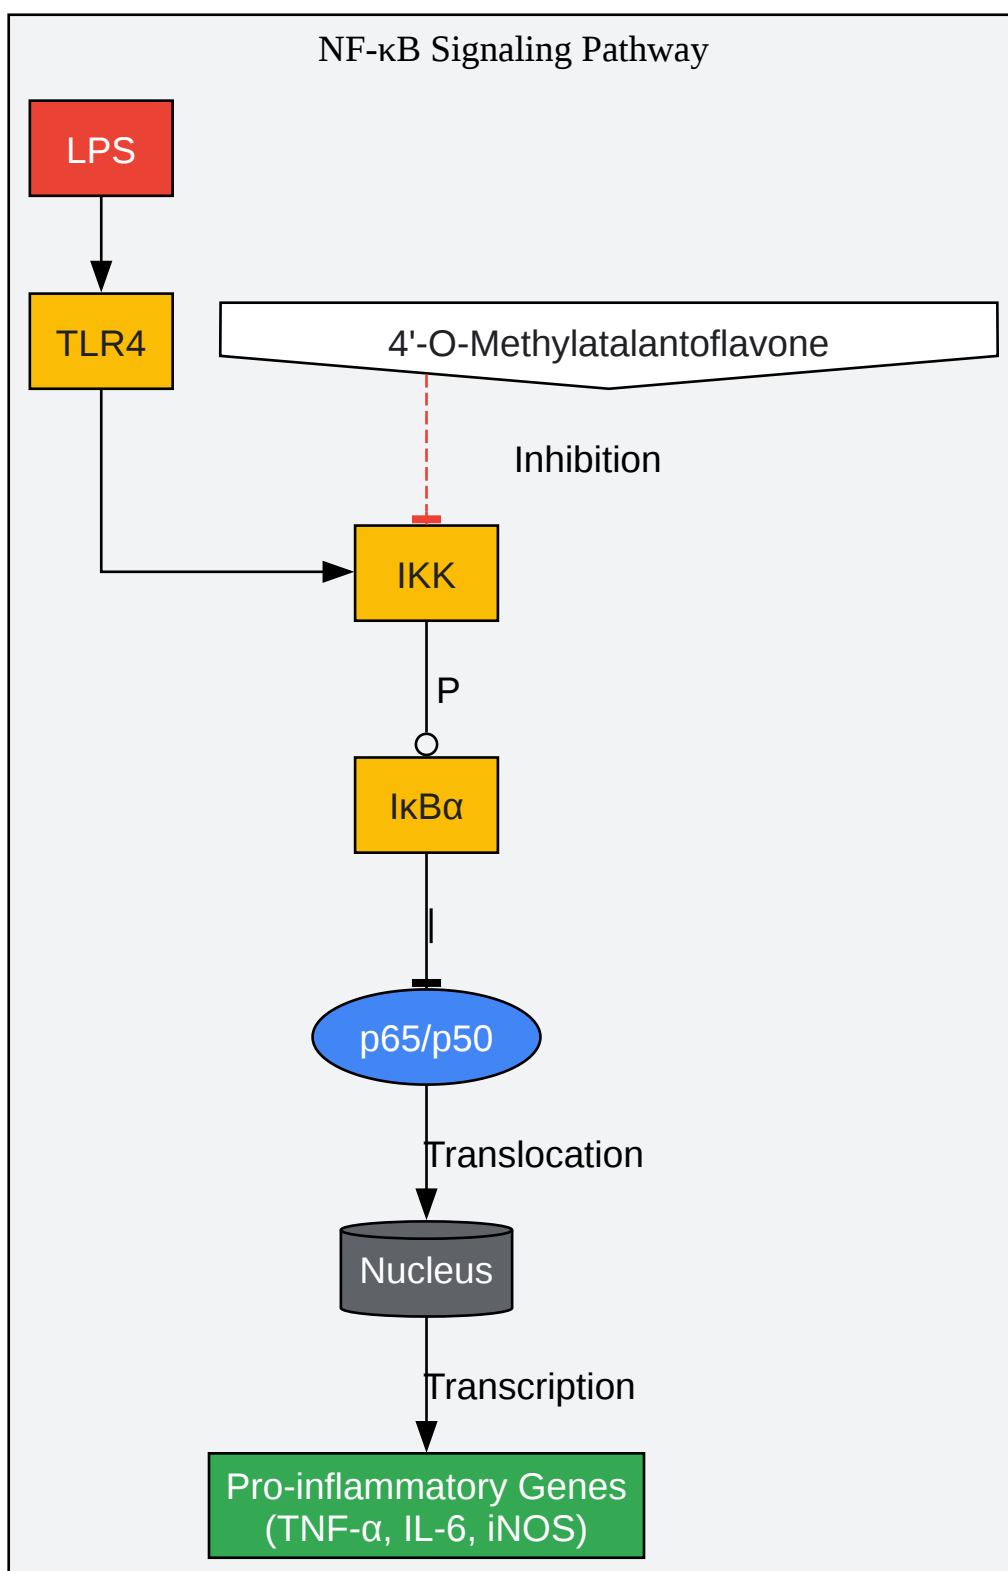 NF-κB Signaling Pathway
LPS
TLR4
4'-O-Methylatalantoflavone
Inhibition
IKK
P
IκBα
I
p65/p50
Translocation
Nucleus
Transcription
Pro-inflammatory Genes
(TNF-α, IL-6, iNOS)